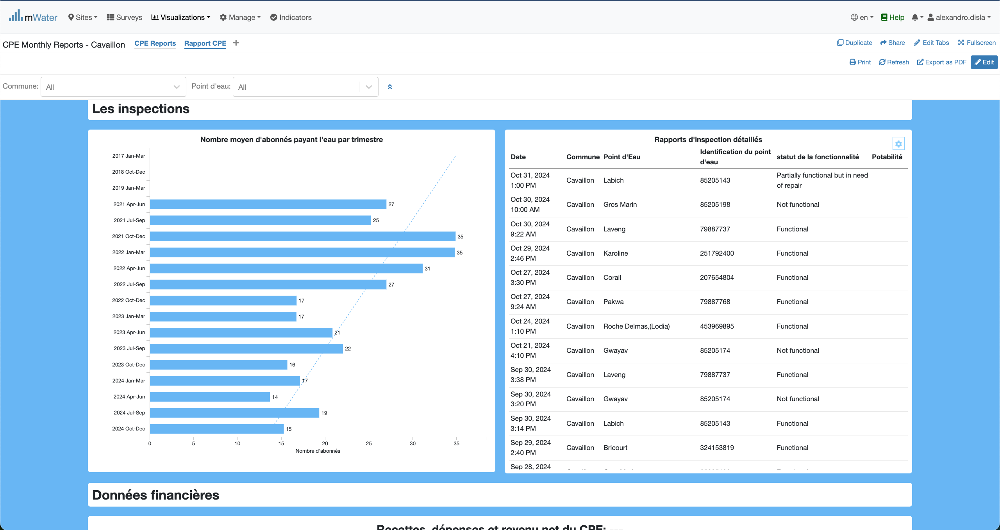 mWater Sites Surveys Visualizations Manage Indicators en Help alexandro.disla
CPE Monthly Reports - Cavaillon CPE Reports Rapport CPE + Duplicate Share Edit Tabs Fullscreen
Print Refresh Export as PDF Edit
Commune: All Point d'eau: All
Les inspections
Nombre moyen d'abonnés payant l'eau par trimestre
2017 Jan-Mar
2018 Oct-Dec
2019 Jan-Mar
2021 Apr-Jun 27
2021 Jul-Sep 25
2021 Oct-Dec 35
2022 Jan-Mar 35
2022 Apr-Jun 31
2022 Jul-Sep 27
2022 Oct-Dec 17
2023 Jan-Mar 17
2023 Apr-Jun 21
2023 Jul-Sep 22
2023 Oct-Dec 16
2024 Jan-Mar 17
2024 Apr-Jun 14
2024 Jul-Sep 19
2024 Oct-Dec 15
0 5 10 15 20 25 30 35
Nombre d'abonnés
Rapports d'inspection détaillés
Date Commune Point d'Eau Identification du point
d'eau statut de la fonctionnalité Potabilité
Oct 31, 2024
1:00 PM Cavaillon Labich 85205143 Partially functional but in need
of repair
Oct 30, 2024
10:00 AM Cavaillon Gros Marin 85205198 Not functional
Oct 30, 2024
9:22 AM Cavaillon Laveng 79887737 Functional
Oct 29, 2024
2:46 PM Cavaillon Karoline 251792400 Functional
Oct 27, 2024
3:30 PM Cavaillon Corail 207654804 Functional
Oct 27, 2024
9:24 AM Cavaillon Pakwa 79887768 Functional
Oct 24, 2024
1:10 PM Cavaillon Roche Delmas,(Lodia) 453969895 Functional
Oct 21, 2024
4:10 PM Cavaillon Gwayav 85205174 Not functional
Sep 30, 2024
3:38 PM Cavaillon Laveng 79887737 Functional
Sep 30, 2024
3:20 PM Cavaillon Gwayav 85205174 Not functional
Sep 30, 2024
3:14 PM Cavaillon Labich 85205143 Functional
Sep 29, 2024
2:40 PM Cavaillon Bricourt 324153819 Functional
Sep 28, 2024
Données financières
Recettes, dépenses et revenu net du CPE: ---